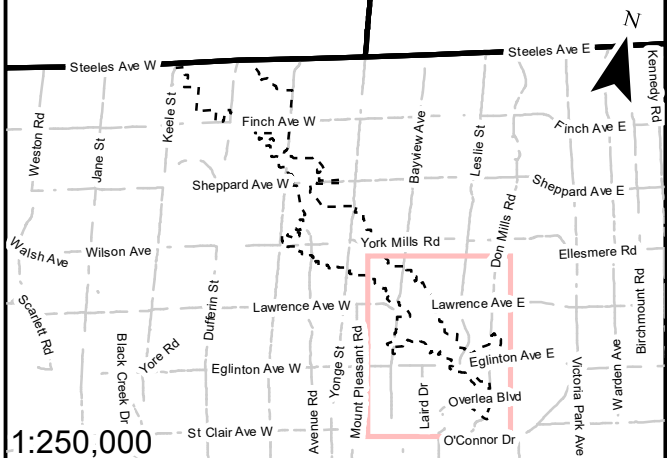 N
Steeles Ave W
Steeles Ave E
Kennedy Rd
Weston Rd
Jane St
Keele St
Finch Ave W
Bayview Ave
Leslie St
Finch Ave E
Sheppard Ave W
Sheppard Ave E
Don Mills Rd
Walsh Ave
Wilson Ave
York Mills Rd
Ellesmere Rd
Scarlett Rd
Dufferin St
Lawrence Ave W
Lawrence Ave E
Birchmount Rd
Black Creek Dr
Yore Rd
Eglinton Ave W
Yonge St
Mount Pleasant Rd
Eglinton Ave E
Avenue Rd
Laird Dr
Overlea Blvd
Victoria Park Ave
Warden Ave
St Clair Ave W
O'Connor Dr
1:250,000